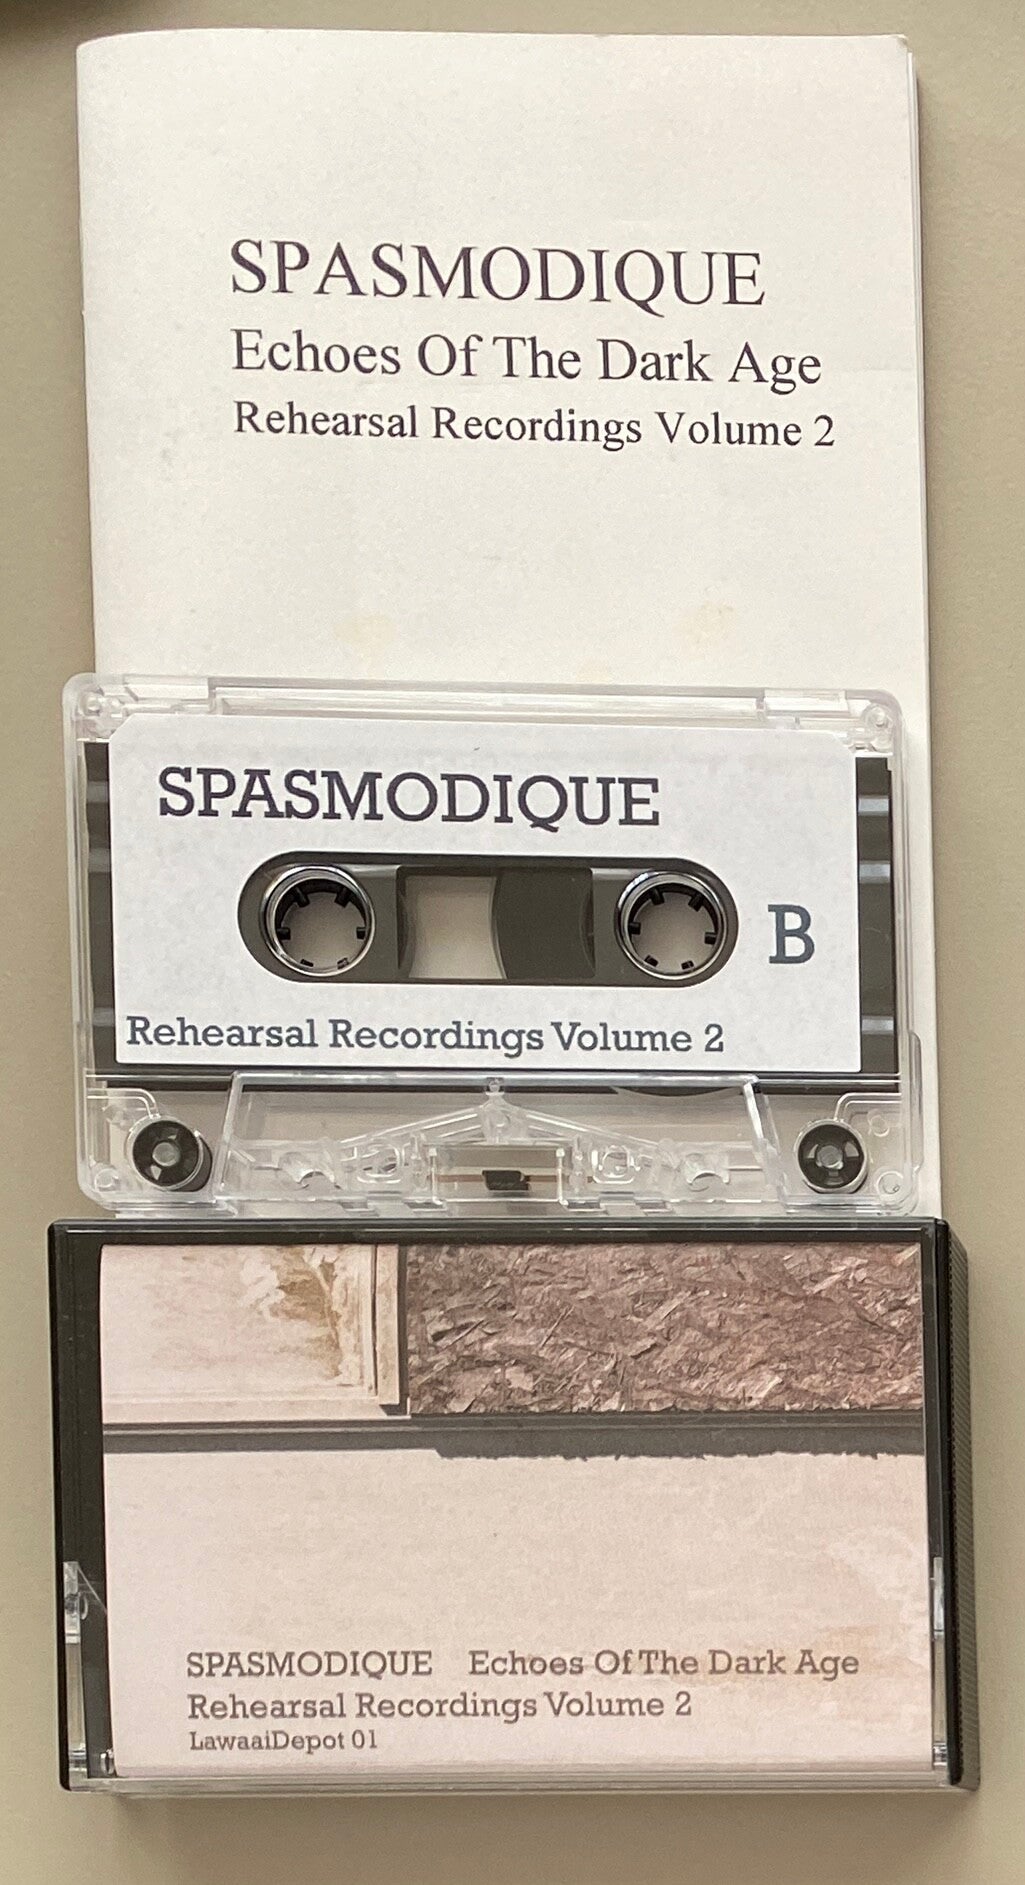 SPASMODIQUE
Echoes Of The Dark Age
Rehearsal Recordings Volume 2
SPASMODIQUE
B
Rehearsal Recordings Volume 2
SPASMODIQUE Echoes Of The Dark Age
Rehearsal Recordings Volume 2
LawaaiDepot 01